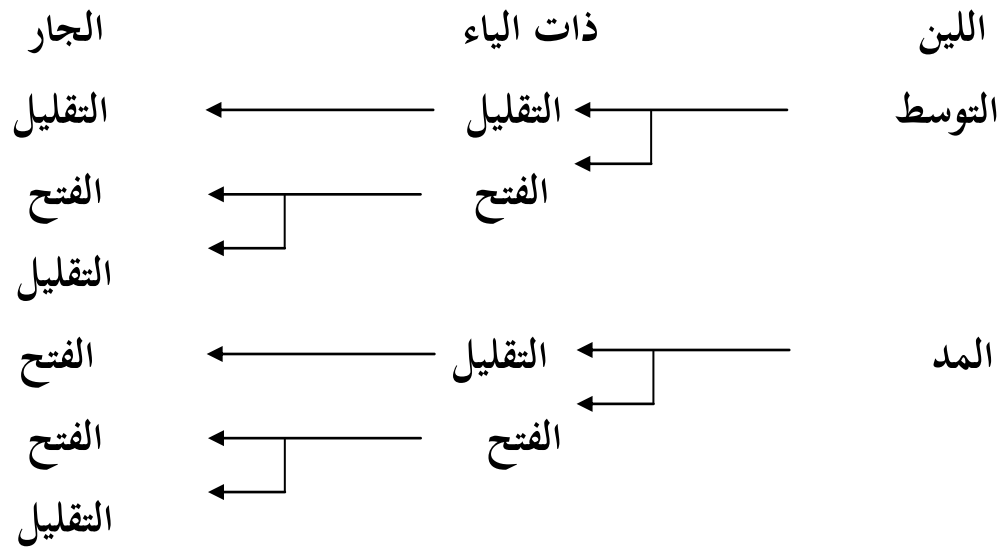 اللين ذات الياء الجار
التوسط التقليل التقليل
الفتح الفتح
التقليل
المد التقليل الفتح
الفتح الفتح
التقليل